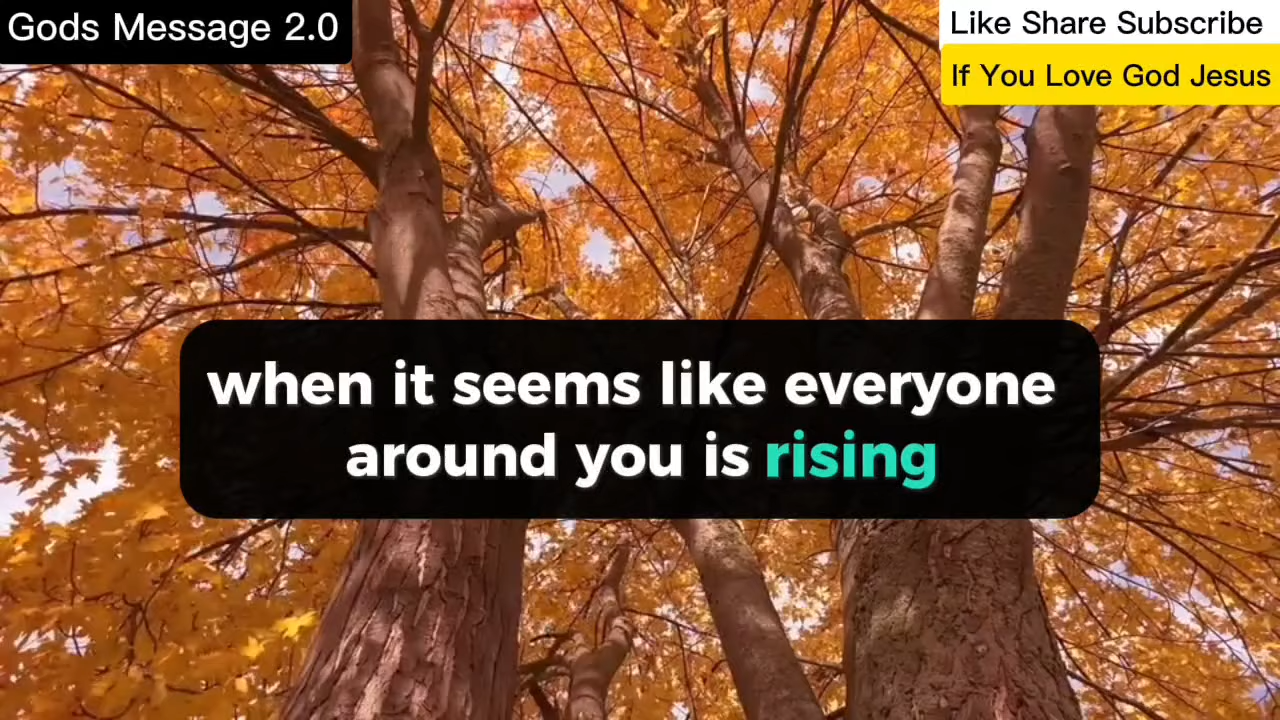 Gods Message 2.0
Like Share Subscribe
If You Love God Jesus
when it seems like everyone
around you is rising